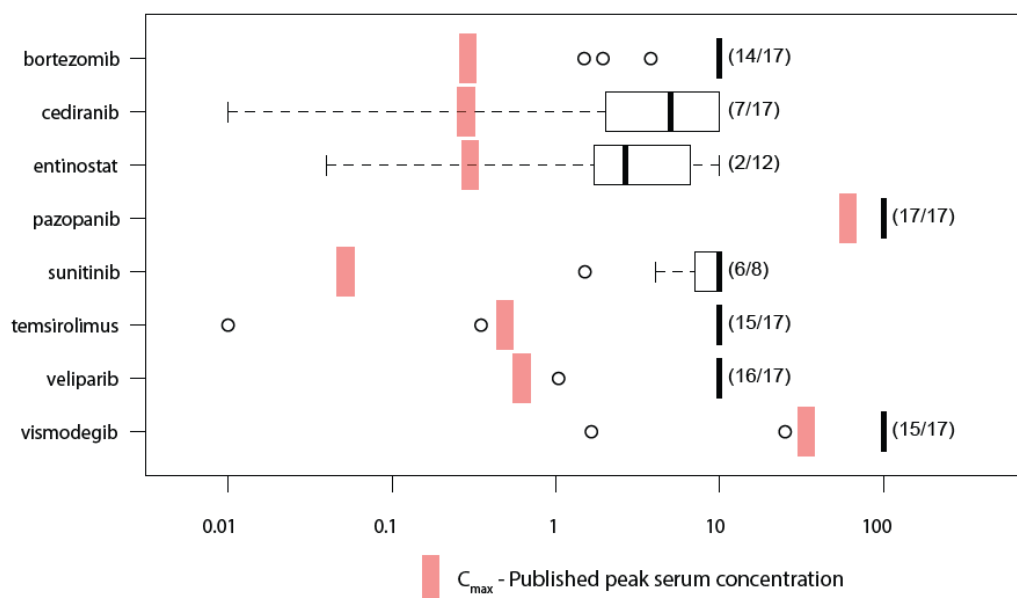 bortezomib (14/17)
cediranib (7/17)
entinostat (2/12)
pazopanib (17/17)
sunitinib (6/8)
temsirolimus (15/17)
veliparib (16/17)
vismodegib (15/17)
0.01 0.1 1 10 100
Cmax - Published peak serum concentration